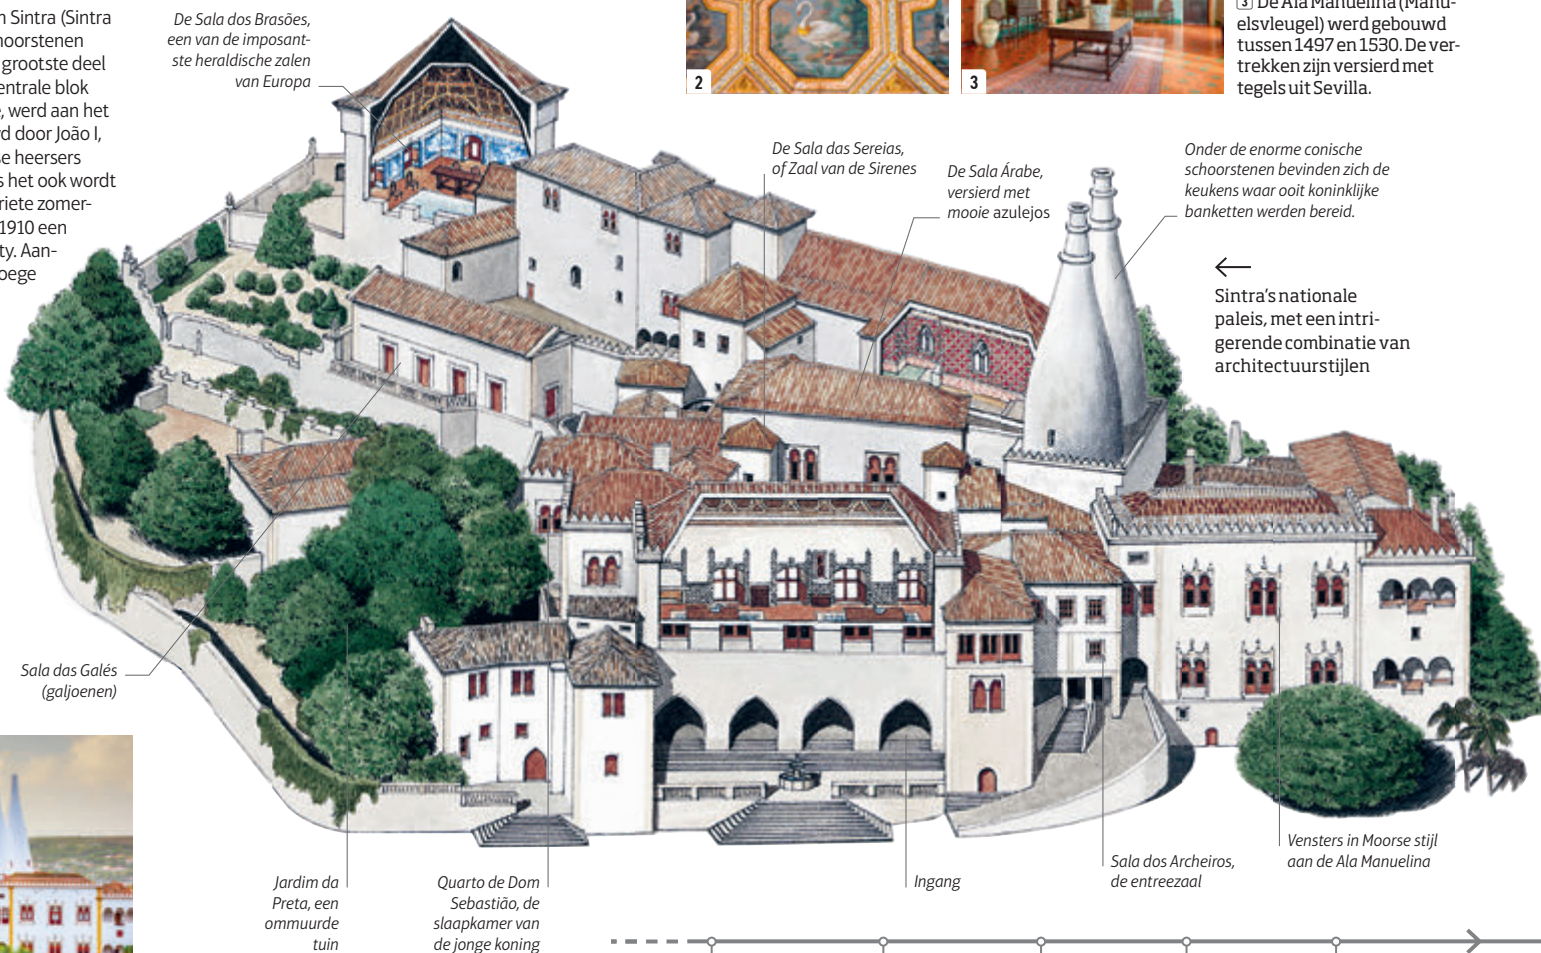 n Sintra (Sintra
hoorstenen
grootste deel
entrale blok
, werd aan het
d door João I,
se heersers
s het ook wordt
riete zomer-
1910 een
ty. Aan-
oege
De Sala dos Brasões,
een van de imposant-
ste heraldische zalen
van Europa
2
3
3 De Ala Manuelina (Manu-
elsvleugel) werd gebouwd
tussen 1497 en 1530. De ver-
trekken zijn versierd met
tegels uit Sevilla.
De Sala das Sereias,
of Zaal van de Sirenes
De Sala Árabe,
versierd met
mooie azulejos
Onder de enorme conische
schoorstenen bevinden zich de
keukens waar ooit koninklijke
banketten werden bereid.
←
Sintra's nationale
paleis, met een intri-
gerende combinatie van
architectuurstijlen
Sala das Galés
(galjoenen)
Jardim da
Preta, een
ommuurde
tuin
Quarto de Dom
Sebastião, de
slaapkamer van
de jonge koning
Ingang
Sala dos Archeiros,
de entreezaal
Vensters in Moorse stijl
aan de Ala Manuelina